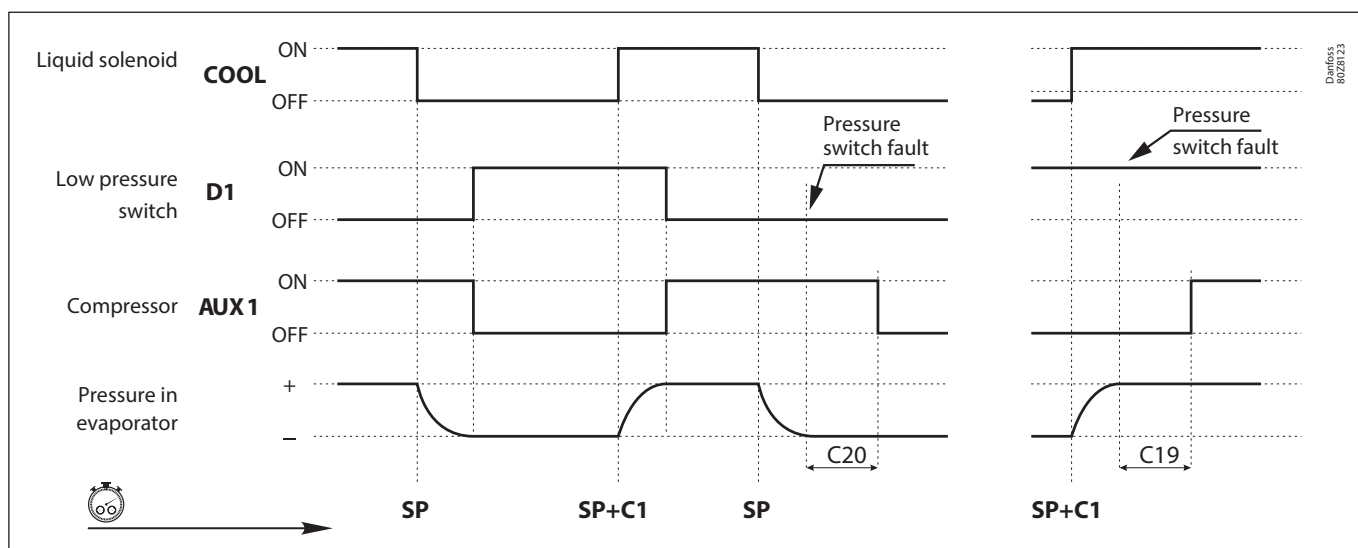 Liquid solenoid
COOL
ON
OFF
Danfoss
80Z8123
Pressure
switch fault
Pressure
switch fault
Low pressure
switch
D1
ON
OFF
Compressor
AUX 1
ON
OFF
Pressure in
evaporator
+
–
C20
C19
SP
SP+C1
SP
SP+C1